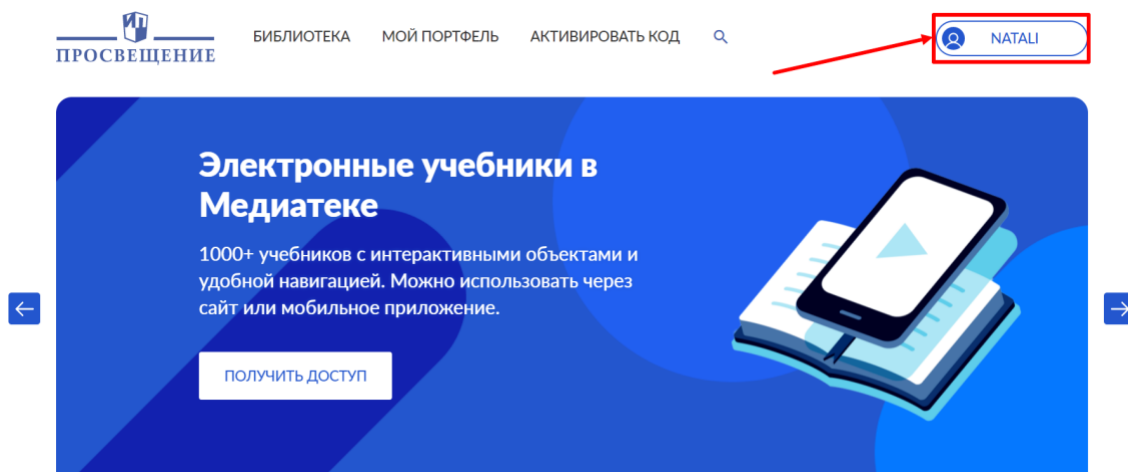 ПРОСВЕЩЕНИЕ
БИБЛИОТЕКА МОЙ ПОРТФЕЛЬ АКТИВИРОВАТЬ КОД
NATALI
Электронные учебники в
Медиатеке
1000+ учебников с интерактивными объектами и
удобной навигацией. Можно использовать через
сайт или мобильное приложение.
ПОЛУЧИТЬ ДОСТУП